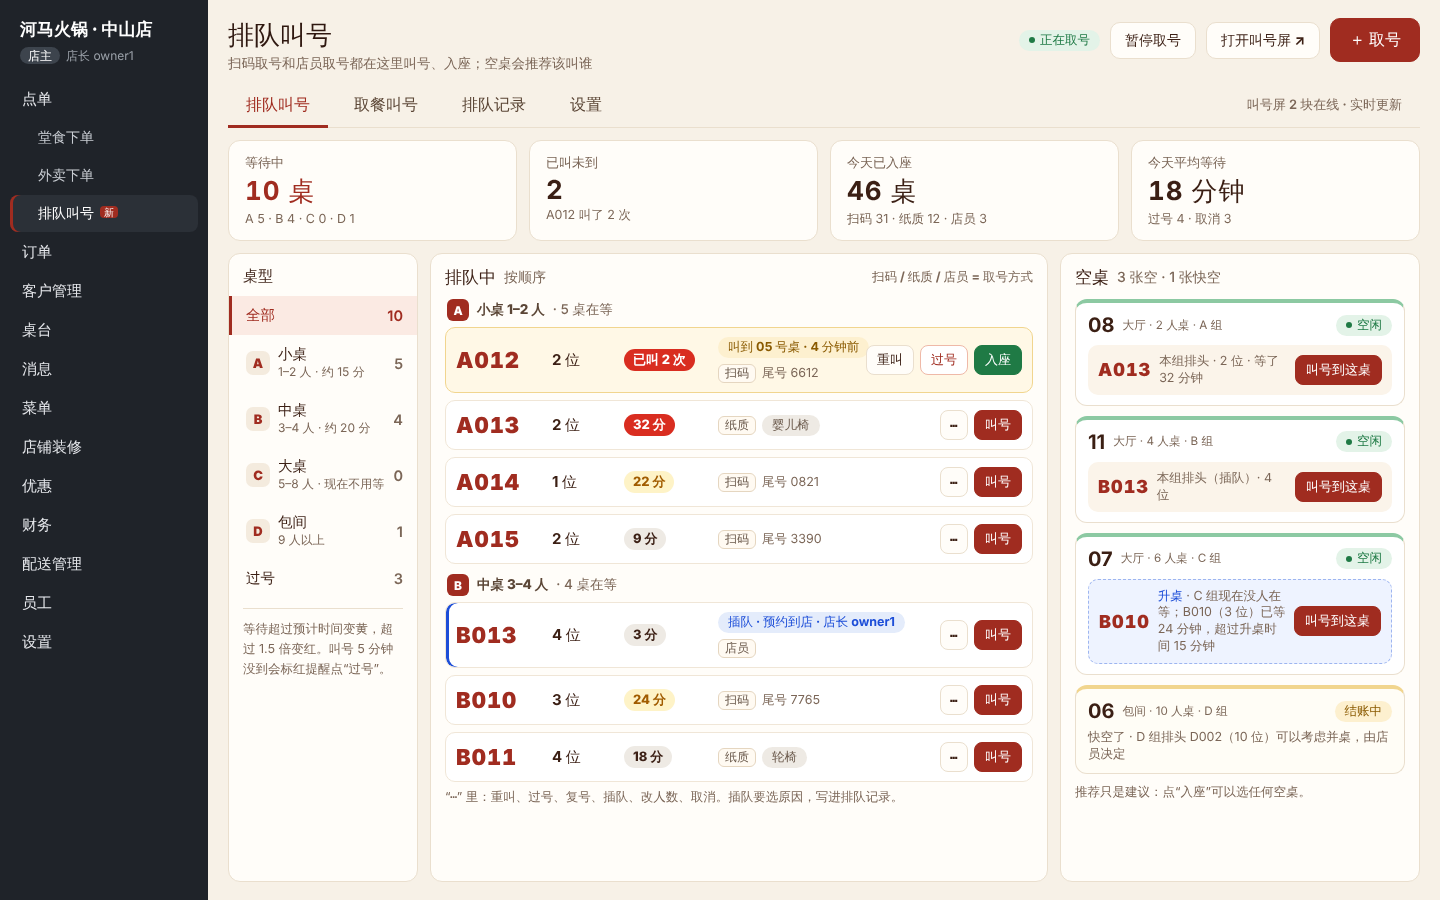 河马火锅 · 中山店
店主 店长 owner1
点单
堂食下单
外卖下单
排队叫号 新
订单
客户管理
桌台
消息
菜单
店铺装修
优惠
财务
配送管理
员工
设置
排队叫号
扫码取号和店员取号都在这里叫号、入座；空桌会推荐该叫谁
正在取号
暂停取号
打开叫号屏 ↗
＋ 取号
排队叫号 取餐叫号 排队记录 设置
叫号屏 2 块在线 · 实时更新
等待中
10 桌
A 5 · B 4 · C 0 · D 1
已叫未到
2
A012 叫了 2 次
今天已入座
46 桌
扫码 31 · 纸质 12 · 店员 3
今天平均等待
18 分钟
过号 4 · 取消 3
桌型
全部 10
A 小桌 5
1–2 人 · 约 15 分
B 中桌 4
3–4 人 · 约 20 分
C 大桌 0
5–8 人 · 现在不用等
D 包间 1
9 人以上
过号 3
等待超过预计时间变黄，超
过 1.5 倍变红。叫号 5 分钟
没到会标红提醒点“过号”。
排队中 按顺序
扫码 / 纸质 / 店员 = 取号方式
A 小桌 1–2 人 · 5 桌在等
A012 2 位 已叫 2 次 叫到 05 号桌 · 4 分钟前
扫码 尾号 6612
重叫 过号 入座
A013 2 位 32 分 纸质 婴儿椅 ··· 叫号
A014 1 位 22 分 扫码 尾号 0821 ··· 叫号
A015 2 位 9 分 扫码 尾号 3390 ··· 叫号
B 中桌 3–4 人 · 4 桌在等
B013 4 位 3 分 插队 · 预约到店 · 店长 owner1
店员
··· 叫号
B010 3 位 24 分 扫码 尾号 7765 ··· 叫号
B011 4 位 18 分 纸质 轮椅 ··· 叫号
“···” 里：重叫、过号、复号、插队、改人数、取消。插队要选原因，写进排队记录。
空桌 3 张空 · 1 张快空
08 大厅 · 2 人桌 · A 组 空闲
A013 本组排头 · 2 位 · 等了
32 分钟
叫号到这桌
11 大厅 · 4 人桌 · B 组 空闲
B013 本组排头（插队）· 4
位
叫号到这桌
07 大厅 · 6 人桌 · C 组 空闲
B010 升桌 · C 组现在没人在
等；B010（3 位）已等
24 分钟，超过升桌时
间 15 分钟
叫号到这桌
06 包间 · 10 人桌 · D 组 结账中
快空了 · D 组排头 D002（10 位）可以考虑并桌，由店
员决定
推荐只是建议：点“入座”可以选任何空桌。